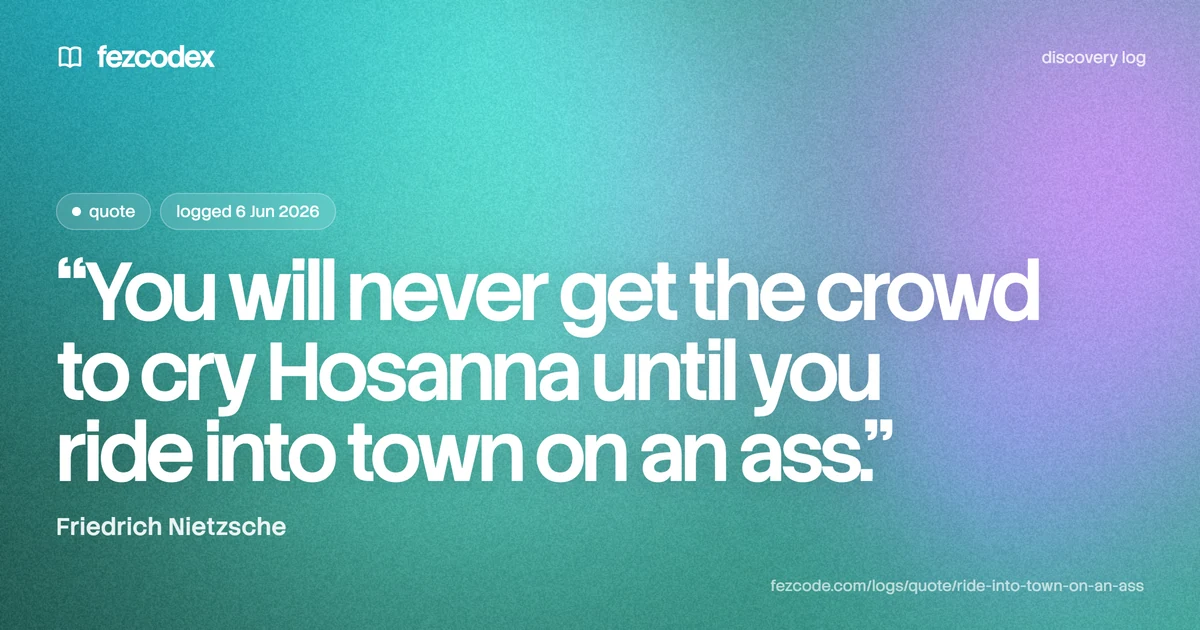 fezcodex
discovery log
quote
logged 6 Jun 2026
“You will never get the crowd
to cry Hosanna until you
ride into town on an ass.”
Friedrich Nietzsche
fezcode.com/logs/quote/ride-into-town-on-an-ass